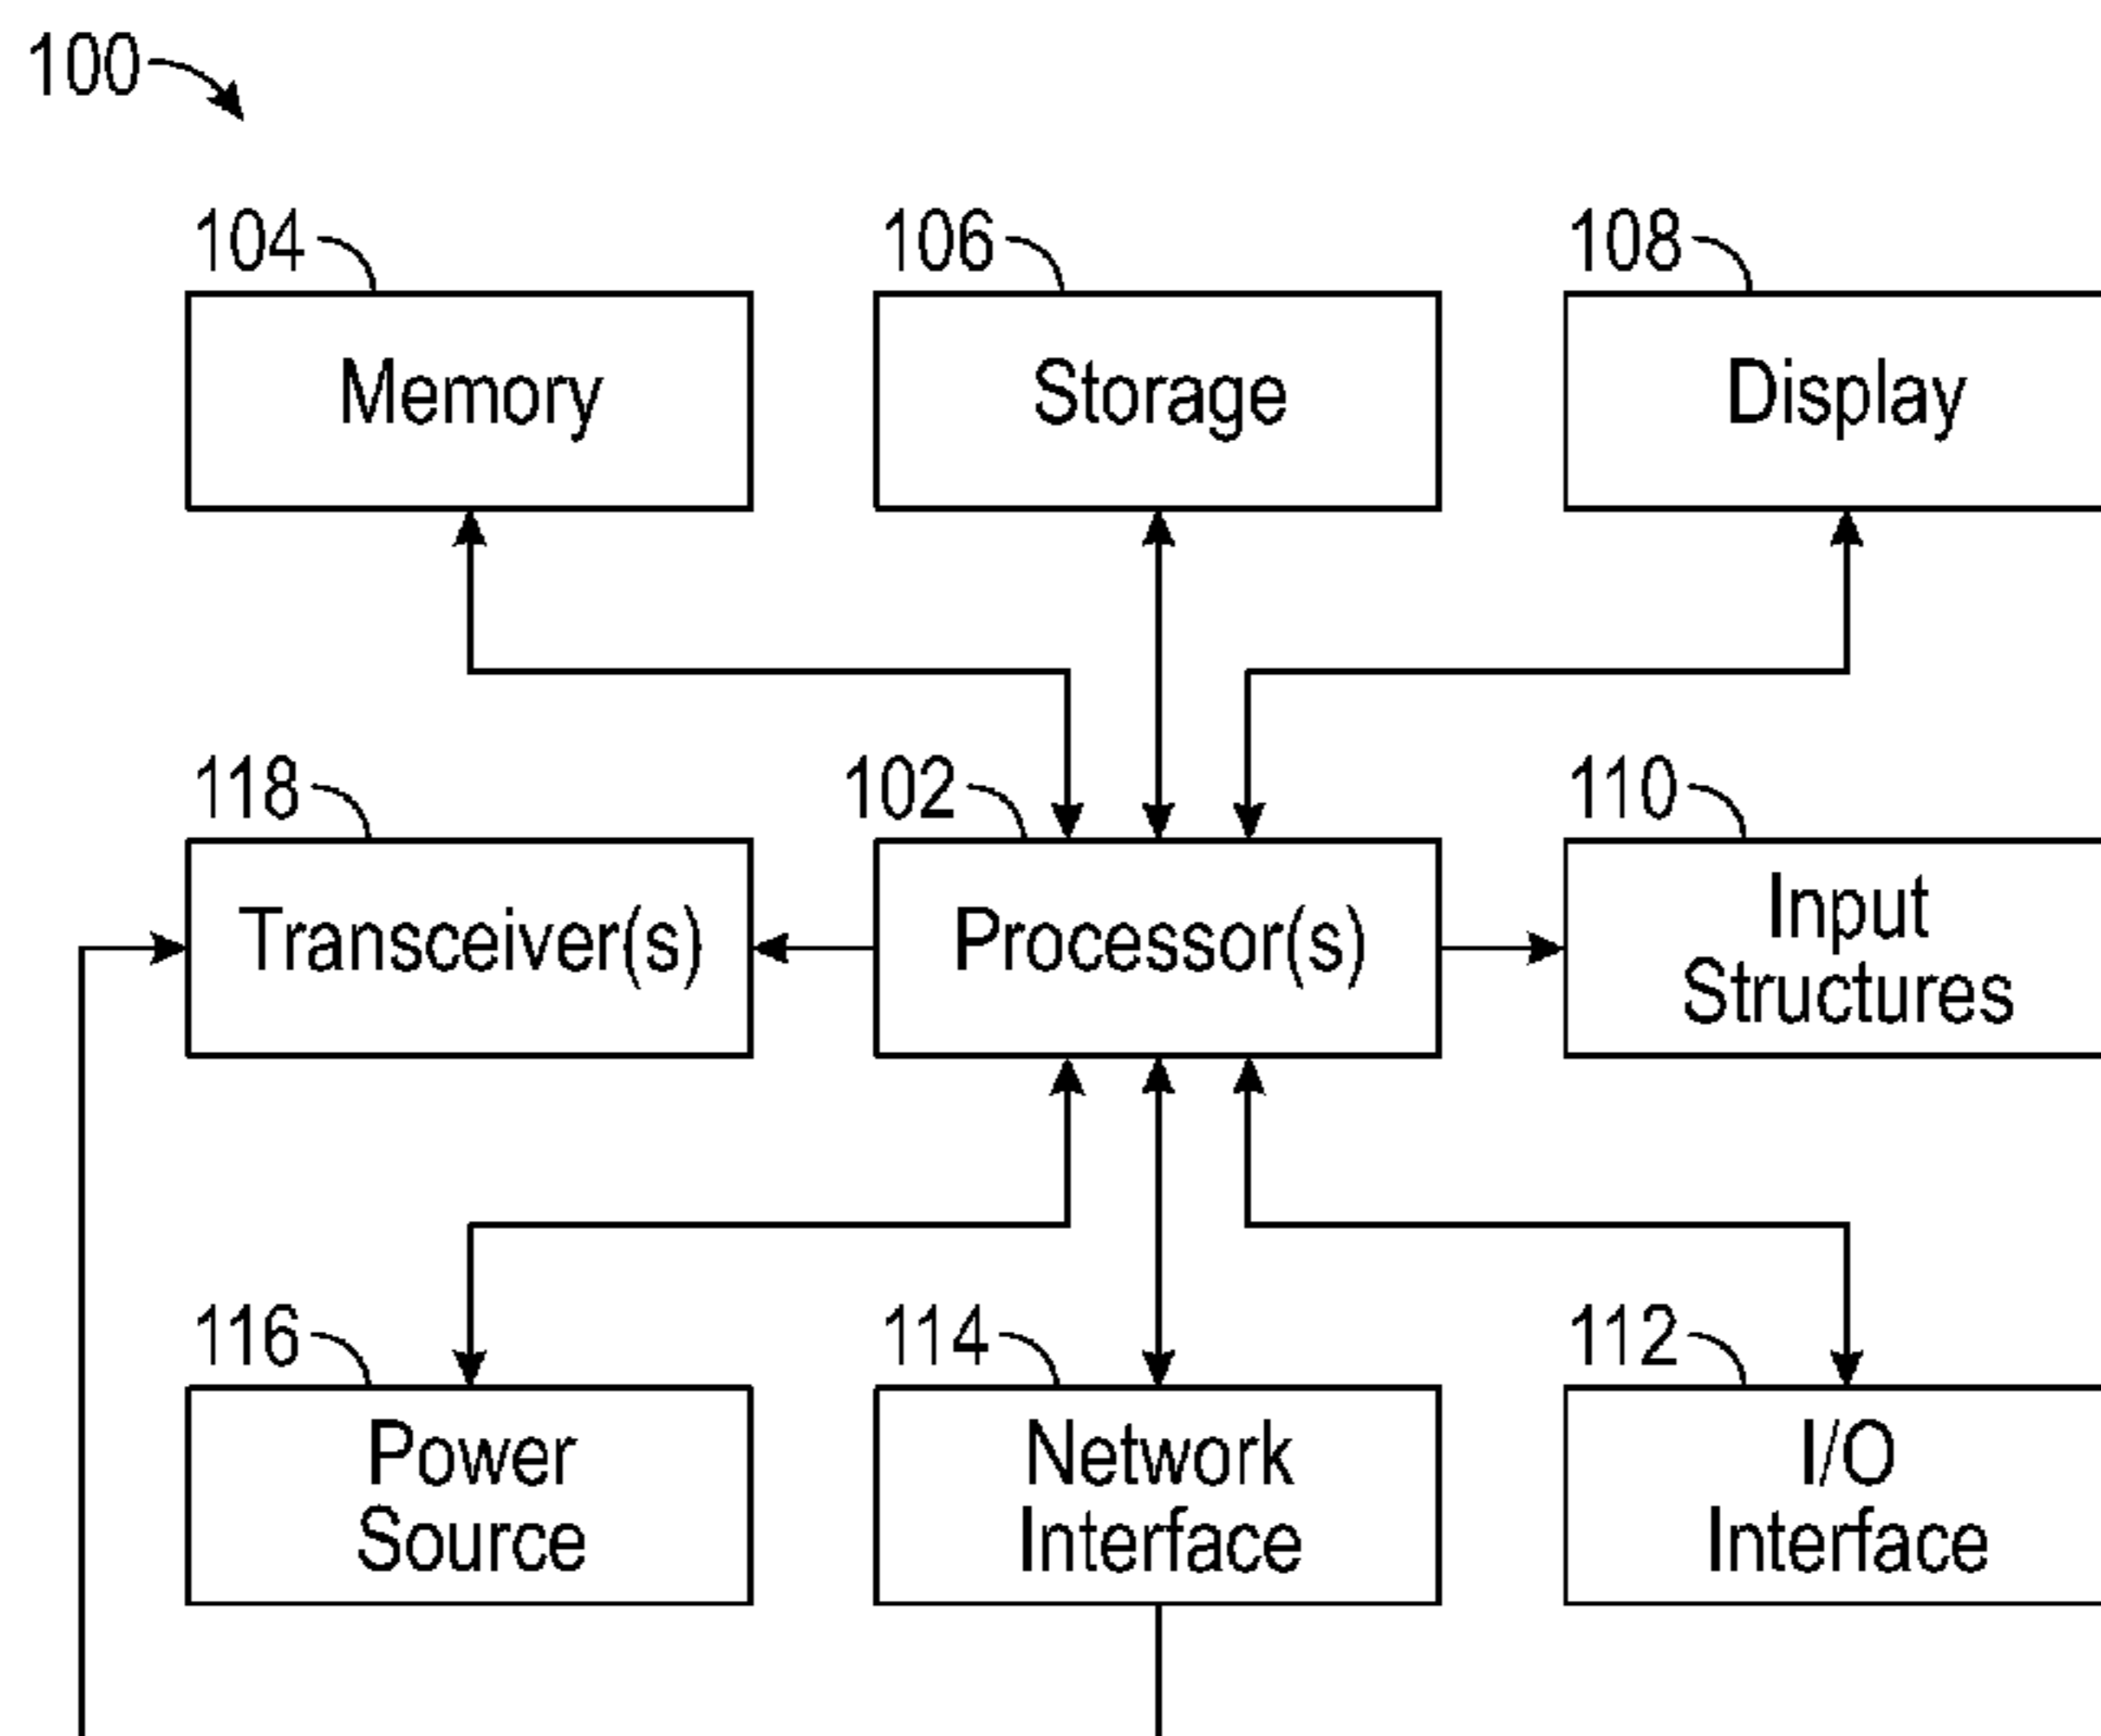 100
104
106
108
Memory
Storage
Display
118
102
110
Transceiver(s)
Processor(s)
Input
Structures
116
114
112
Power
Source
Network
Interface
I/O
Interface